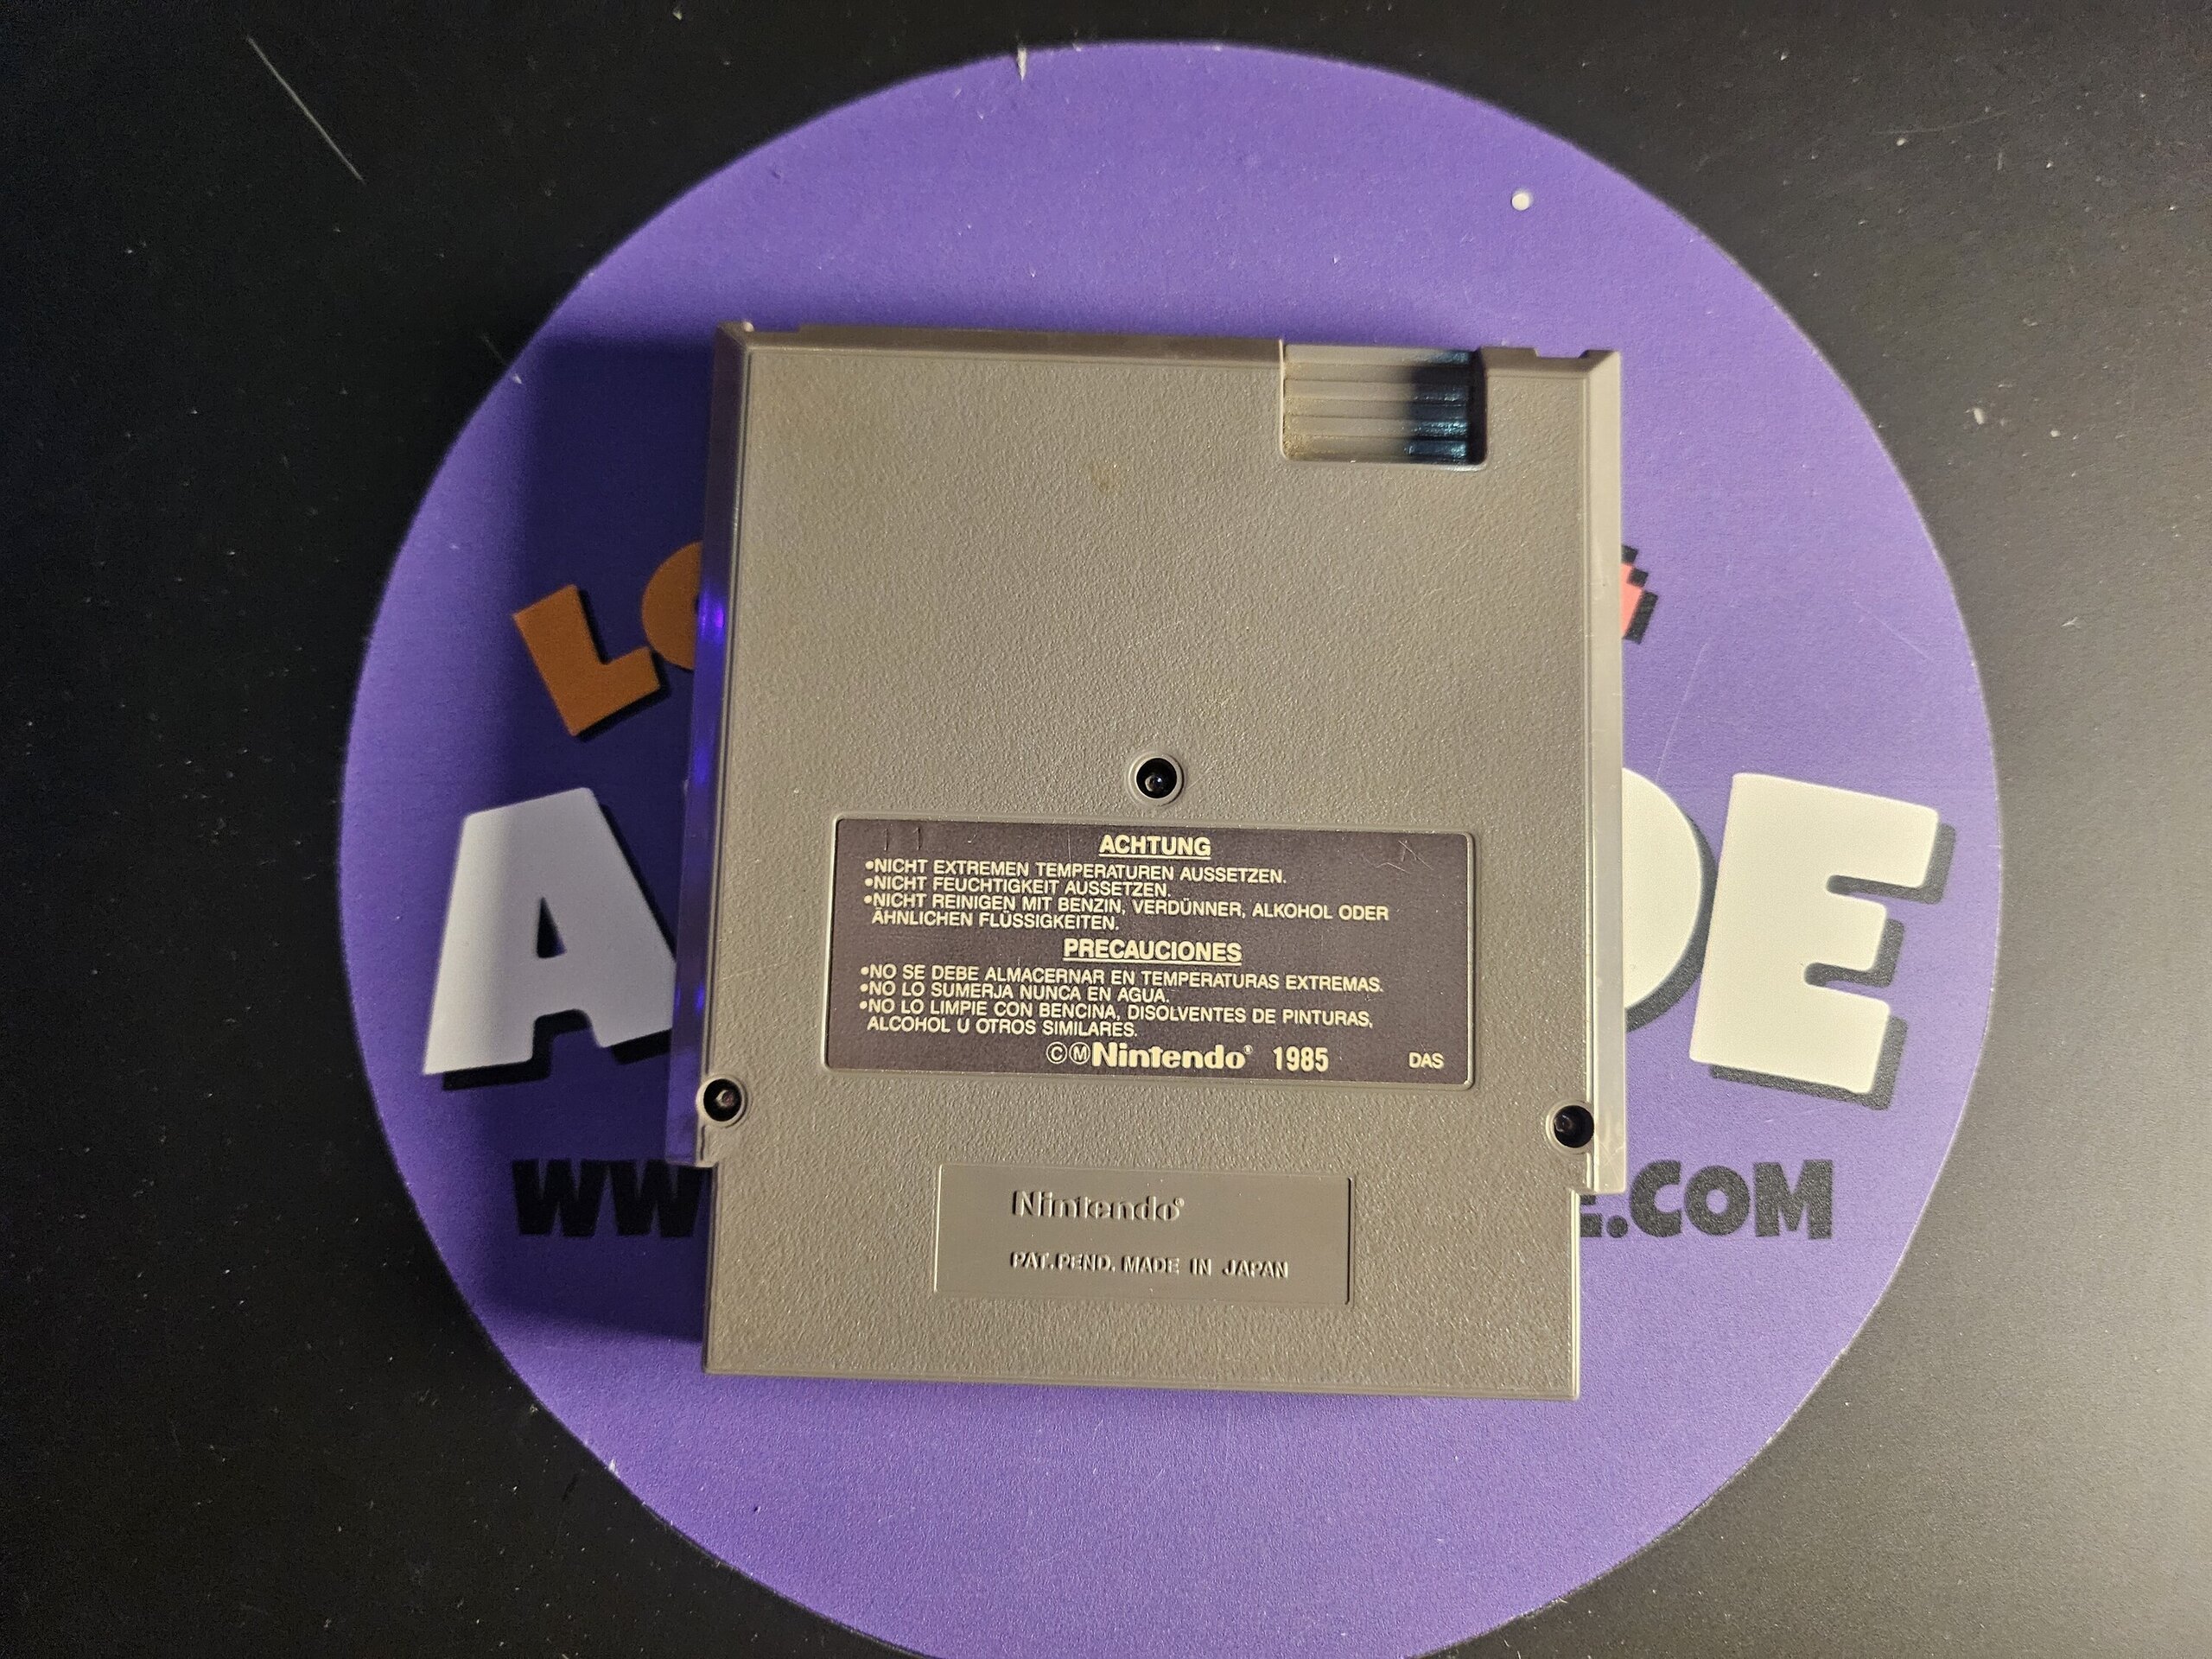 ACHTUNG
•NICHT EXTREMEN TEMPERATUREN AUSSETZEN.
•NICHT FEUCHTIGKEIT AUSSETZEN.
•NICHT REINIGEN MIT BENZIN, VERDÜNNER, ALKOHOL ODER
ÄHNLICHEN FLÜSSIGKEITEN.
PRECAUCIONES
•NO SE DEBE ALMACERNAR EN TEMPERATURAS EXTREMAS.
•NO LO SUMERJA NUNCA EN AGUA.
•NO LO LIMPIE CON BENCINA, DISOLVENTES DE PINTURAS,
ALCOHOL U OTROS SIMILARES.
©ⓂNintendo® 1985 DAS
Nintendo®
PAT.PEND. MADE IN JAPAN